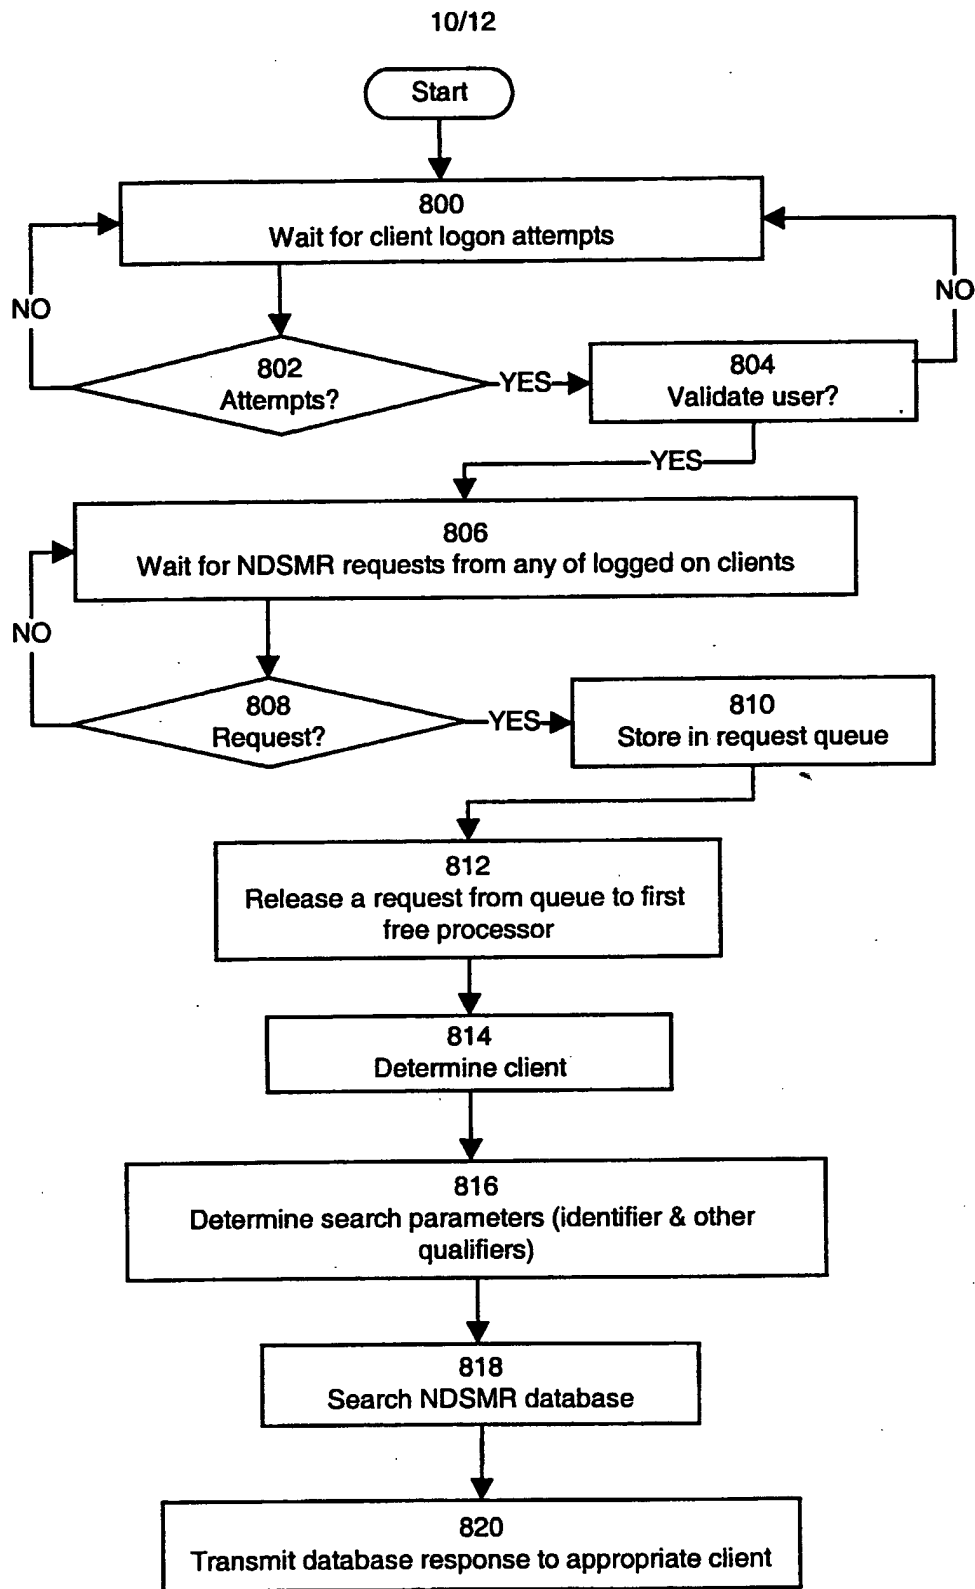 10/12
Start
800
Wait for client logon attempts
NO
NO
802
Attempts?
YES
804
Validate user?
YES
806
Wait for NDSMR requests from any of logged on clients
NO
808
Request?
YES
810
Store in request queue
812
Release a request from queue to first
free processor
814
Determine client
816
Determine search parameters (identifier & other
qualifiers)
818
Search NDSMR database
820
Transmit database response to appropriate client